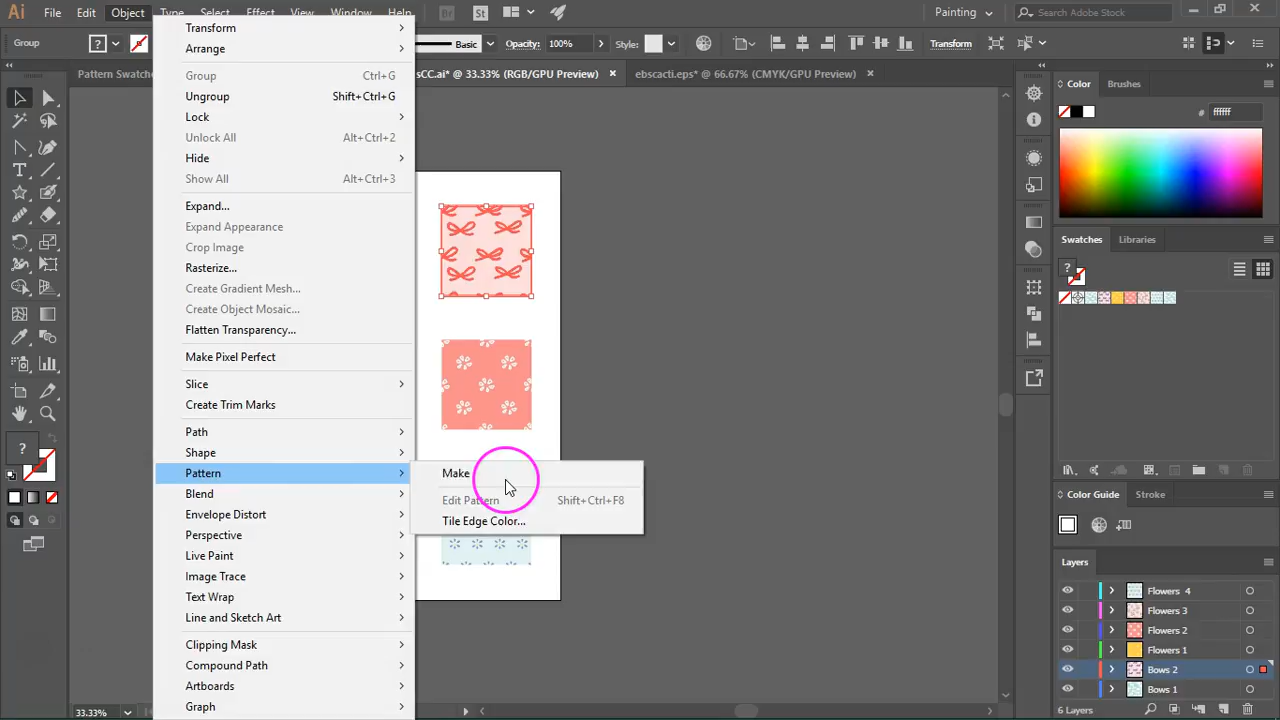 Ai File Edit Object Type Select Effect View Window Help Br St Painting Search Adobe Stock
Group ? Basic Opacity: 100% Style: Transform
Pattern Swatche sCC.ai* @ 33.33% (RGB/GPU Preview) ebscacti.eps* @ 66.67% (CMYK/GPU Preview)
Transform
Arrange
Group Ctrl+G
Ungroup Shift+Ctrl+G
Lock
Unlock All Alt+Ctrl+2
Hide
Show All Alt+Ctrl+3
Expand...
Expand Appearance
Crop Image
Rasterize...
Create Gradient Mesh...
Create Object Mosaic...
Flatten Transparency...
Make Pixel Perfect
Slice
Create Trim Marks
Path
Shape
Pattern
Blend
Envelope Distort
Perspective
Live Paint
Image Trace
Text Wrap
Line and Sketch Art
Clipping Mask
Compound Path
Artboards
Graph
Make
Edit Pattern Shift+Ctrl+F8
Tile Edge Color...
?
33.33%
Color Brushes
# ffffff
Swatches Libraries
?
Color Guide Stroke
Layers
Flowers 4
Flowers 3
Flowers 2
Flowers 1
Bows 2
Bows 1
6 Layers